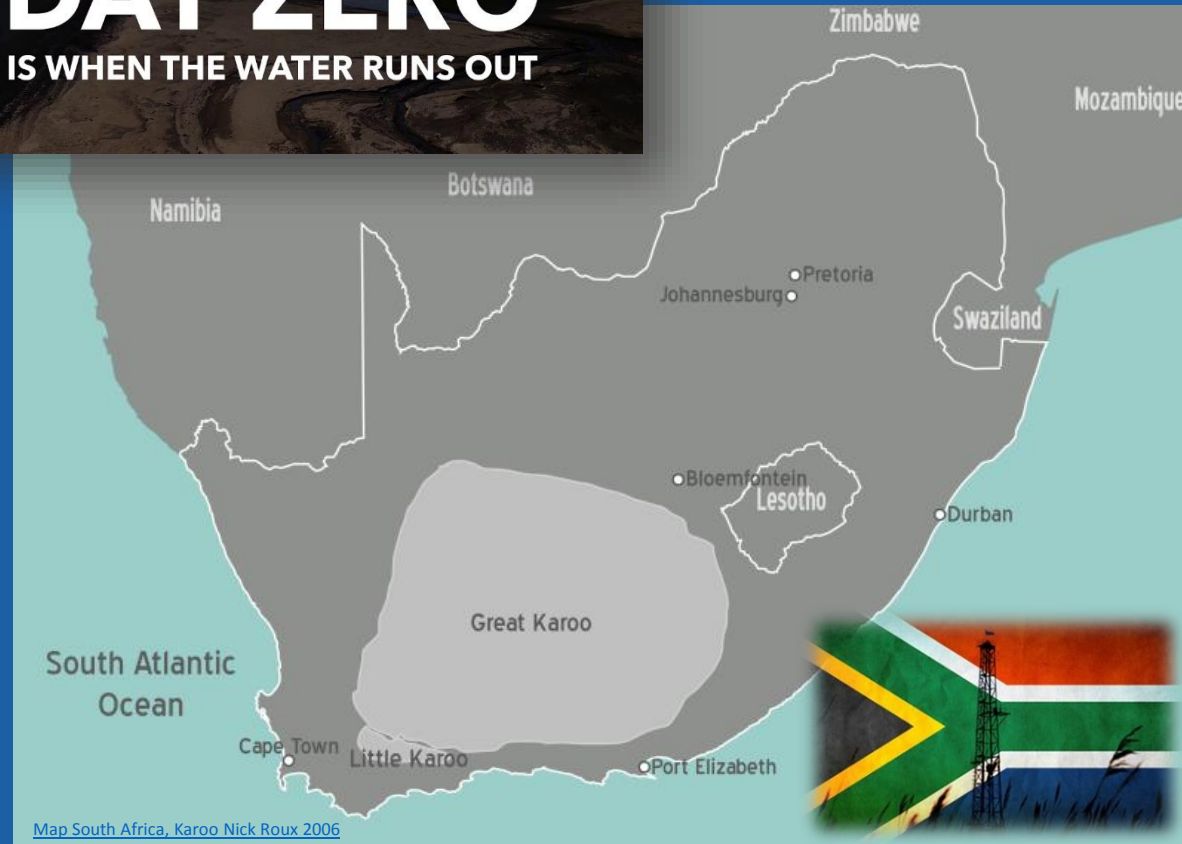 DAY ZERO
IS WHEN THE WATER RUNS OUT
Zimbabwe
Mozambique
Botswana
Namibia
Pretoria
Johannesburg
Swaziland
Bloemfontein
Lesotho
Durban
Great Karoo
South Atlantic
Ocean
Cape Town
Little Karoo
Port Elizabeth
Map South Africa, Karoo Nick Roux 2006